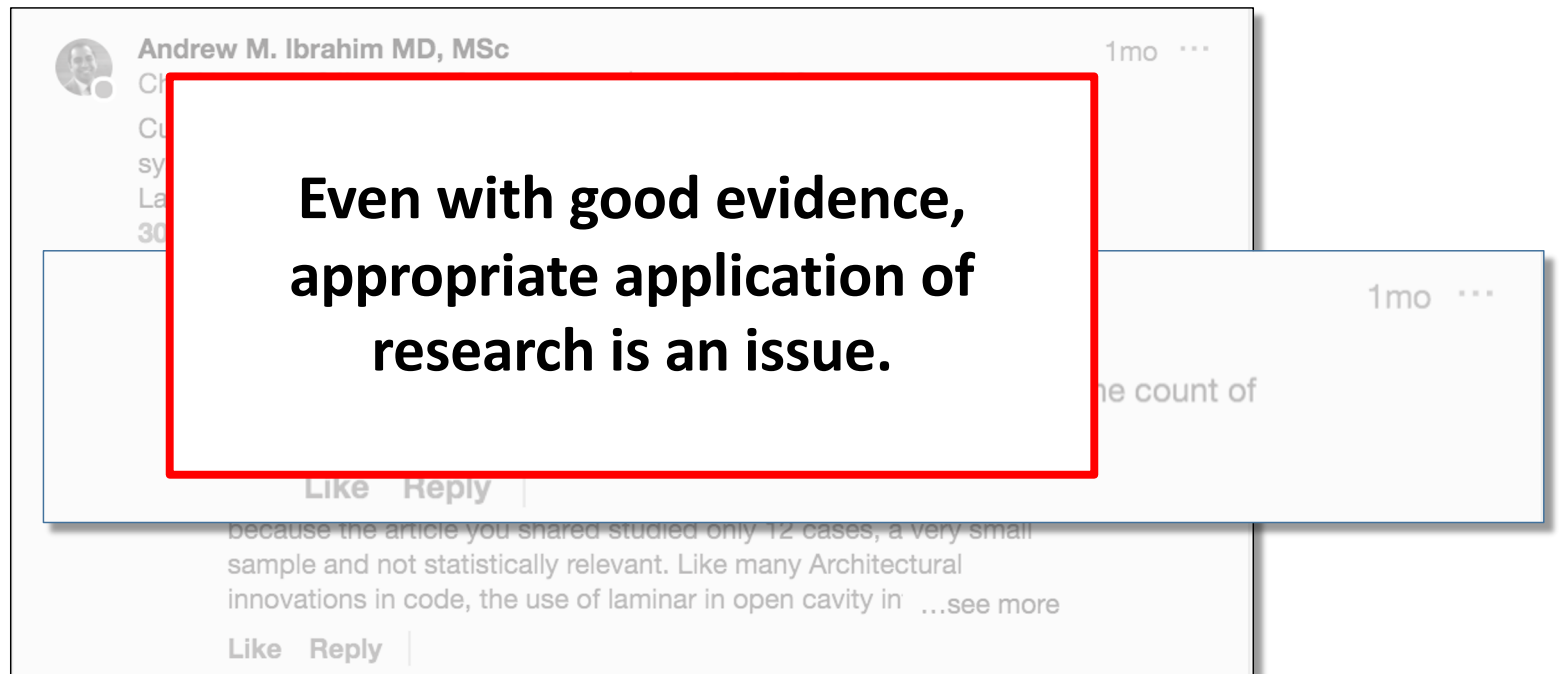 Andrew M. Ibrahim MD, MSc
1mo ...
Even with good evidence,
appropriate application of
research is an issue.
30
1mo ...
count of
Like Reply
because the article you shared studied only 12 cases, a very small
sample and not statistically relevant. Like many Architectural
innovations in code, the use of laminar in open cavity in ...see more
Like Reply